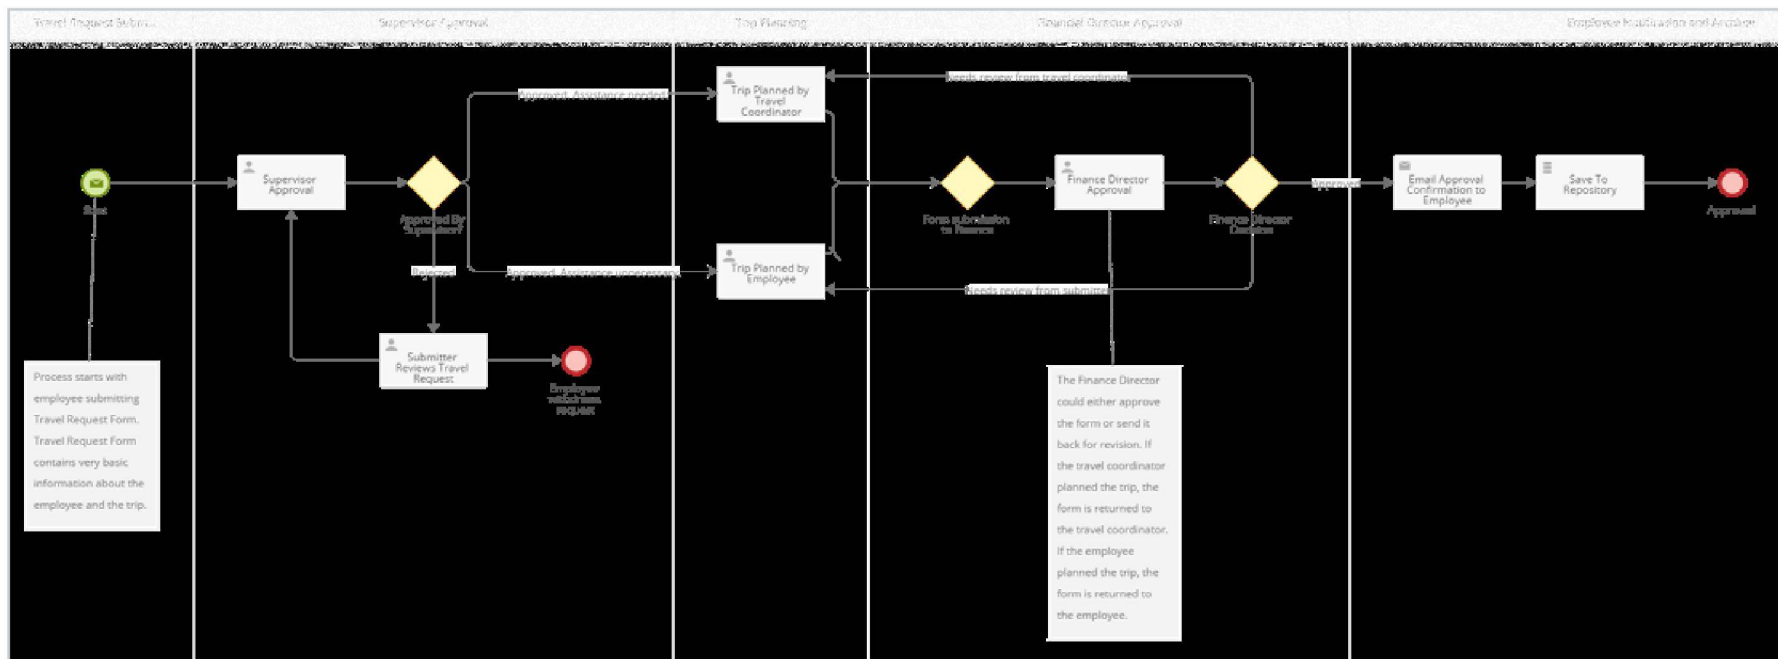 Travel Request Subm...
Supervisor Approval
Trip Planning
Financial Director Approval
Employee Notification and Archive
Start
Process starts with
employee submitting
Travel Request Form.
Travel Request Form
contains very basic
information about the
employee and the trip.
Supervisor
Approval
Approved By
Supervisor?
Approved. Assistance needed
Rejected
Approved. Assistance unnecessary
Submitter
Reviews Travel
Request
Employee
withdraws
request
Trip Planned by
Travel
Coordinator
Trip Planned by
Employee
Needs review from travel coordinator
Form submission
to Finance
Finance Director
Approval
Finance Director
Decision
Needs review from submitter
The Finance Director
could either approve
the form or send it
back for revision. If
the travel coordinator
planned the trip, the
form is returned to
the travel coordinator.
If the employee
planned the trip, the
form is returned to
the employee.
Approved
Email Approval
Confirmation to
Employee
Save To
Repository
Approval